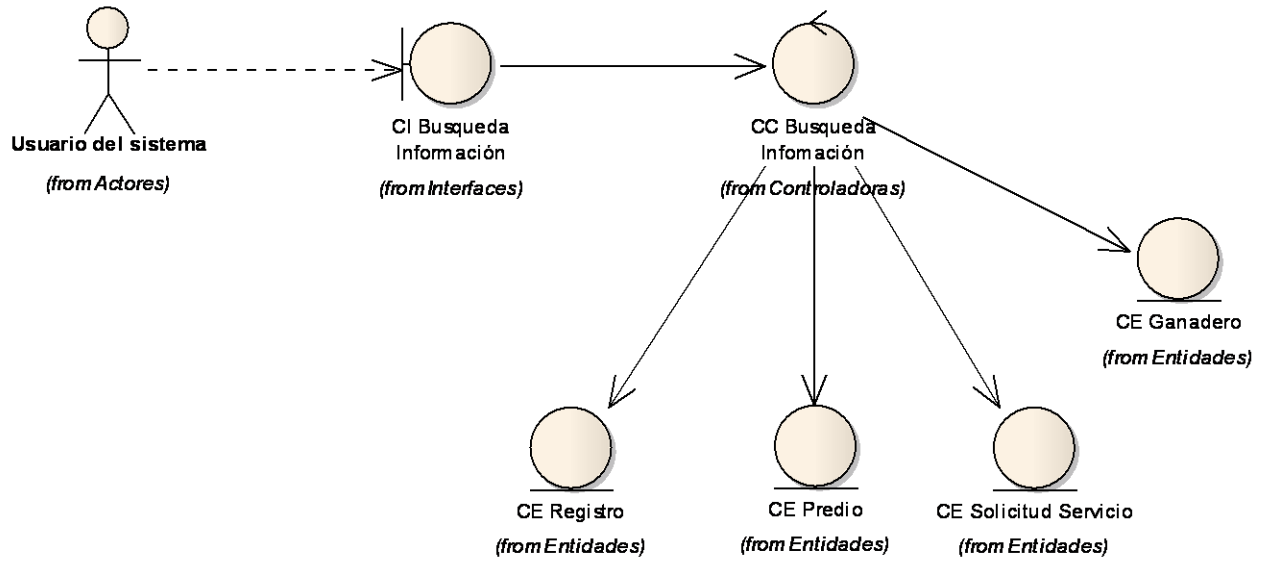 Usuario del sistema
(from Actores)
CI Busqueda
Información
(from Interfaces)
CC Busqueda
Infomación
(from Controladoras)
CE Ganadero
(from Entidades)
CE Registro
(from Entidades)
CE Predio
(from Entidades)
CE Solicitud Servicio
(from Entidades)